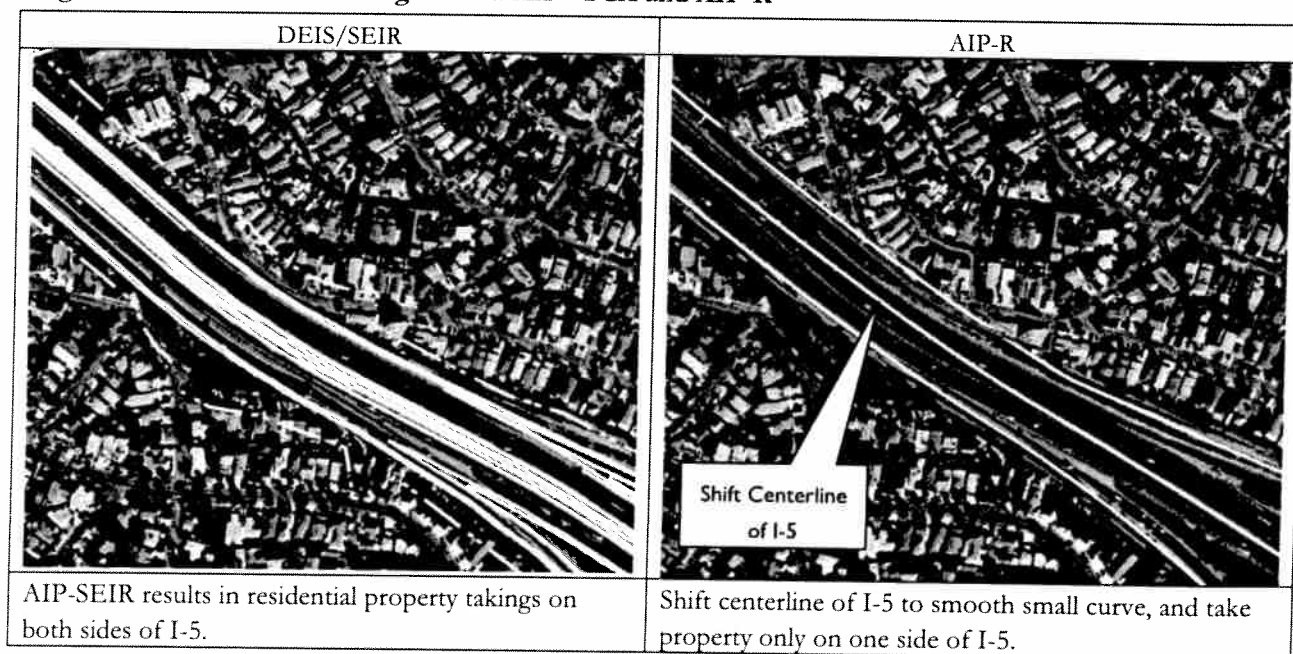 DEIS/SEIR
AIP-R
Shift Centerline
of I-5
AIP-SEIR results in residential property takings on
both sides of I-5.
Shift centerline of I-5 to smooth small curve, and take
property only on one side of I-5.